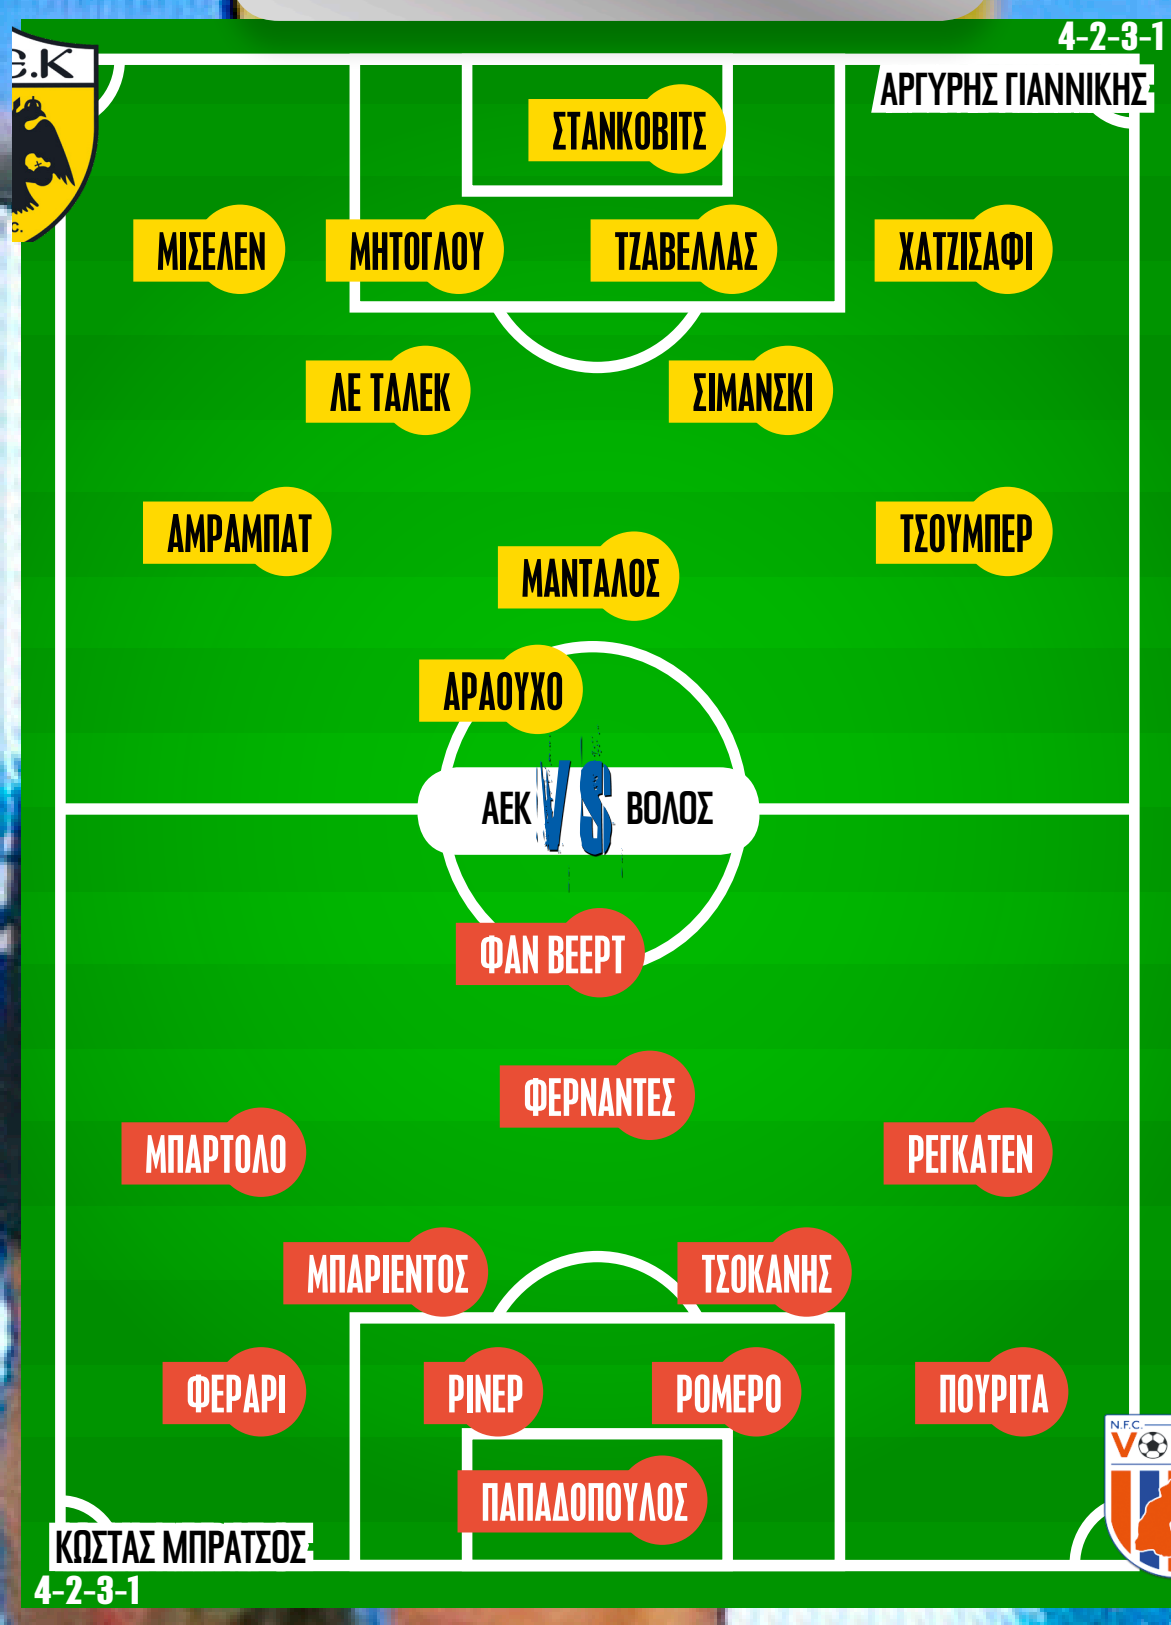 4-2-3-1
ΑΡΓΥΡΗΣ ΓΙΑΝΝΙΚΗΣ
Ε.Κ
C.
ΣΤΑΝΚΟΒΙΤΣ
ΜΙΣΕΛΕΝ ΜΗΤΟΓΛΟΥ ΤΖΑΒΕΛΛΑΣ ΧΑΤΖΙΣΑΦΙ
ΛΕ ΤΑΛΕΚ ΣΙΜΑΝΣΚΙ
ΑΜΡΑΜΠΑΤ ΤΣΟΥΜΠΕΡ
ΜΑΝΤΑΛΟΣ
ΑΡΑΟΥΧΟ
ΑΕΚ VS ΒΟΛΟΣ
ΦΑΝ ΒΕΕΡΤ
ΦΕΡΝΑΝΤΕΣ
ΜΠΑΡΤΟΛΟ ΡΕΓΚΑΤΕΝ
ΜΠΑΡΙΕΝΤΟΣ ΤΣΟΚΑΝΗΣ
ΦΕΡΑΡΙ ΡΙΝΕΡ ΡΟΜΕΡΟ ΠΟΥΡΙΤΑ
N.F.C.
VO
ΠΑΠΑΔΟΠΟΥΛΟΣ
ΚΩΣΤΑΣ ΜΠΡΑΤΣΟΣ
4-2-3-1